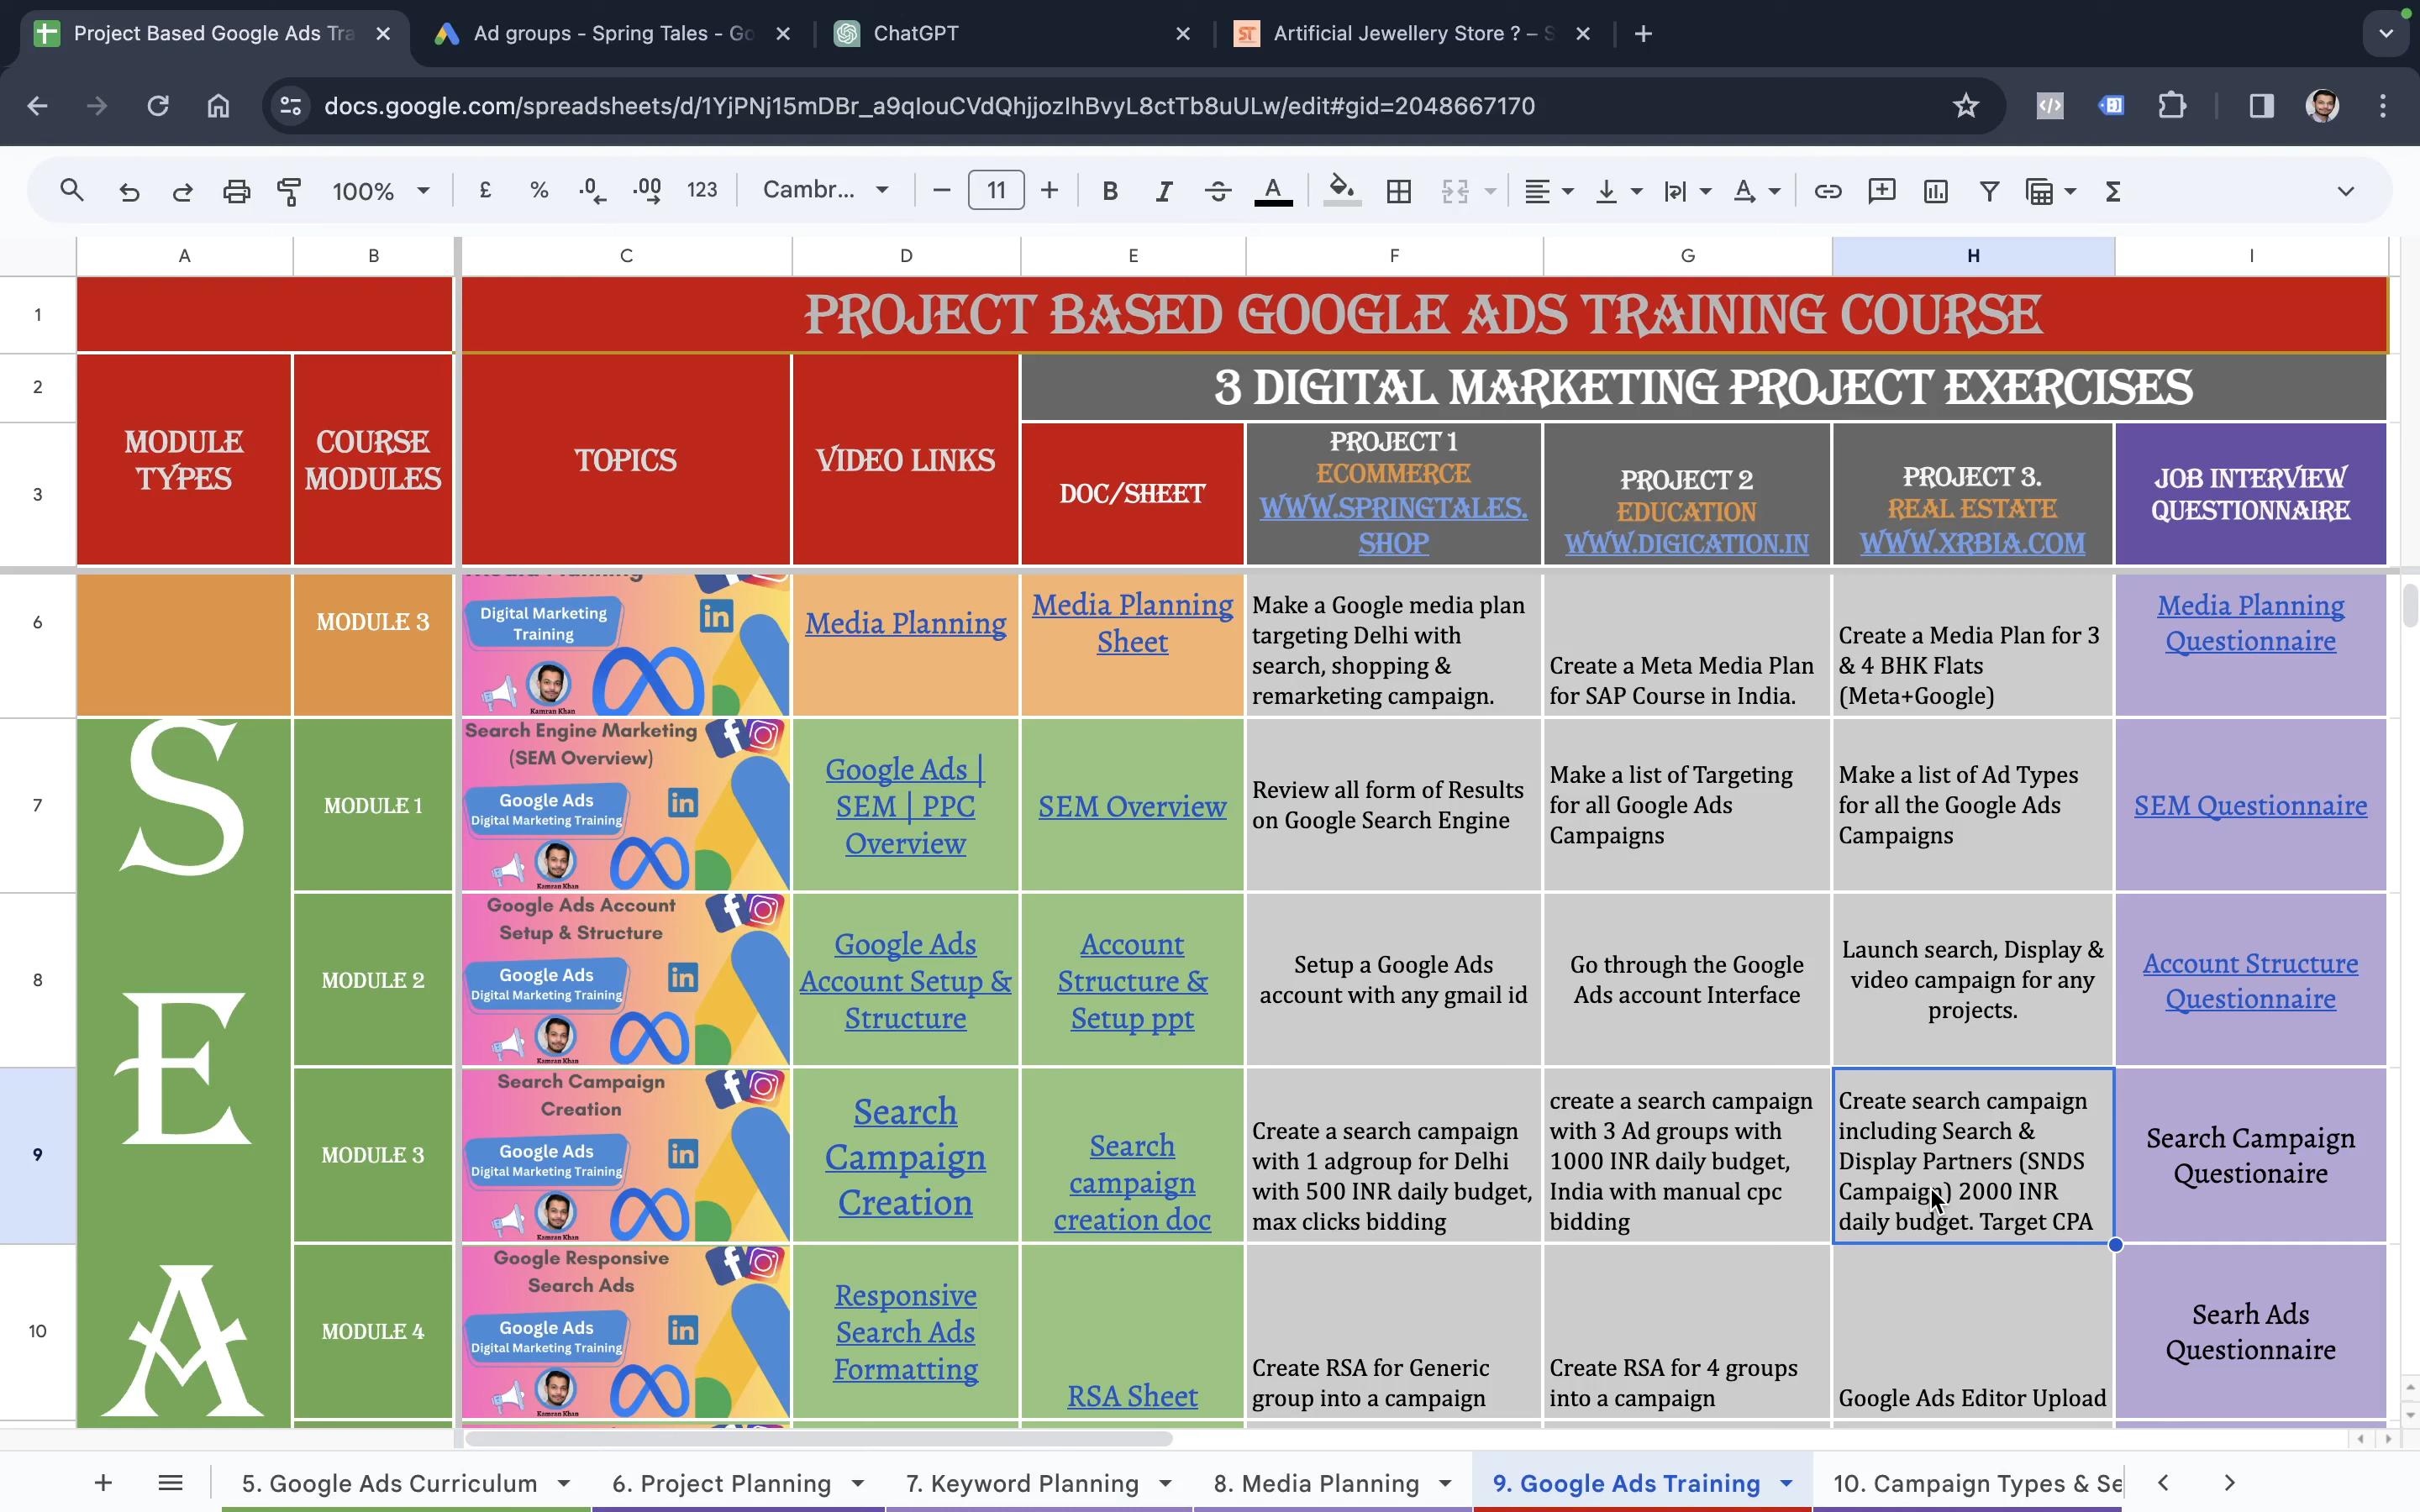 Project Based Google Ads Tra
Ad groups - Spring Tales - Go
ChatGPT
ST
Artificial Jewellery Store ? – S
docs.google.com/spreadsheets/d/1YjPNj15mDBr_a9qlouCVdQhjjozlhBvyL8ctTb8uULw/edit#gid=2048667170
100%
£
%
.0
.00
123
Cambr...
11
B
I
S
A
A
Σ
A
B
C
D
E
F
G
H
I
1
PROJECT BASED GOOGLE ADS TRAINING COURSE
2
3 DIGITAL MARKETING PROJECT EXERCISES
3
MODULE
TYPES
COURSE
MODULES
TOPICS
VIDEO LINKS
DOC/SHEET
PROJECT 1
ECOMMERCE
WWW.SPRINGTALES.
SHOP
PROJECT 2
EDUCATION
WWW.DIGICATION.IN
PROJECT 3.
REAL ESTATE
WWW.XRBIA.COM
JOB INTERVIEW
QUESTIONNAIRE
6
MODULE 3
Digital Marketing
Training
in
Kamran Khan
Media Planning
Media Planning
Sheet
Make a Google media plan
targeting Delhi with
search, shopping &
remarketing campaign.
Create a Meta Media Plan
for SAP Course in India.
Create a Media Plan for 3
& 4 BHK Flats
(Meta+Google)
Media Planning
Questionnaire
S
E
A
7
MODULE 1
Search Engine Marketing
(SEM Overview)
Google Ads
Digital Marketing Training
in
Kamran Khan
Google Ads |
SEM | PPC
Overview
SEM Overview
Review all form of Results
on Google Search Engine
Make a list of Targeting
for all Google Ads
Campaigns
Make a list of Ad Types
for all the Google Ads
Campaigns
SEM Questionnaire
8
MODULE 2
Google Ads Account
Setup & Structure
Google Ads
Digital Marketing Training
in
Kamran Khan
Google Ads
Account Setup &
Structure
Account
Structure &
Setup ppt
Setup a Google Ads
account with any gmail id
Go through the Google
Ads account Interface
Launch search, Display &
video campaign for any
projects.
Account Structure
Questionnaire
9
MODULE 3
Search Campaign
Creation
Google Ads
Digital Marketing Training
in
Kamran Khan
Search
Campaign
Creation
Search
campaign
creation doc
Create a search campaign
with 1 adgroup for Delhi
with 500 INR daily budget,
max clicks bidding
create a search campaign
with 3 Ad groups with
1000 INR daily budget,
India with manual cpc
bidding
Create search campaign
including Search &
Display Partners (SNDS
Campaign) 2000 INR
daily budget. Target CPA
Search Campaign
Questionaire
10
MODULE 4
Google Responsive
Search Ads
Google Ads
Digital Marketing Training
in
Kamran Khan
Responsive
Search Ads
Formatting
RSA Sheet
Create RSA for Generic
group into a campaign
Create RSA for 4 groups
into a campaign
Google Ads Editor Upload
Searh Ads
Questionnaire
5. Google Ads Curriculum
6. Project Planning
7. Keyword Planning
8. Media Planning
9. Google Ads Training
10. Campaign Types & Se